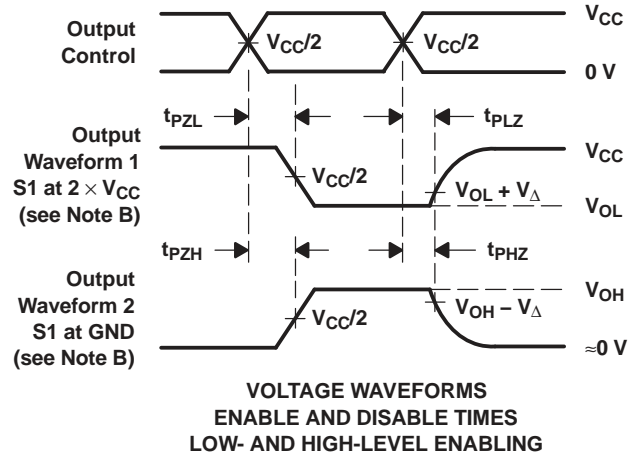 Output
Control
V_CC/2
V_CC/2
V_CC
0 V
t_PZL
t_PLZ
Output
Waveform 1
S1 at 2 × V_CC
(see Note B)
V_CC/2
V_CC
V_OL + V_Δ
V_OL
t_PZH
t_PHZ
Output
Waveform 2
S1 at GND
(see Note B)
V_CC/2
V_OH
V_OH – V_Δ
≈0 V
VOLTAGE WAVEFORMS
ENABLE AND DISABLE TIMES
LOW- AND HIGH-LEVEL ENABLING